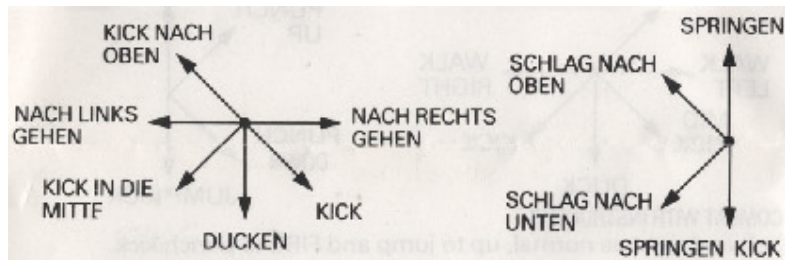 KICK NACH
OBEN
NACH LINKS
GEHEN
NACH RECHTS
GEHEN
KICK IN DIE
MITTE
KICK
DUCKEN
SPRINGEN
SCHLAG NACH
OBEN
SCHLAG NACH
UNTEN
SPRINGEN KICK